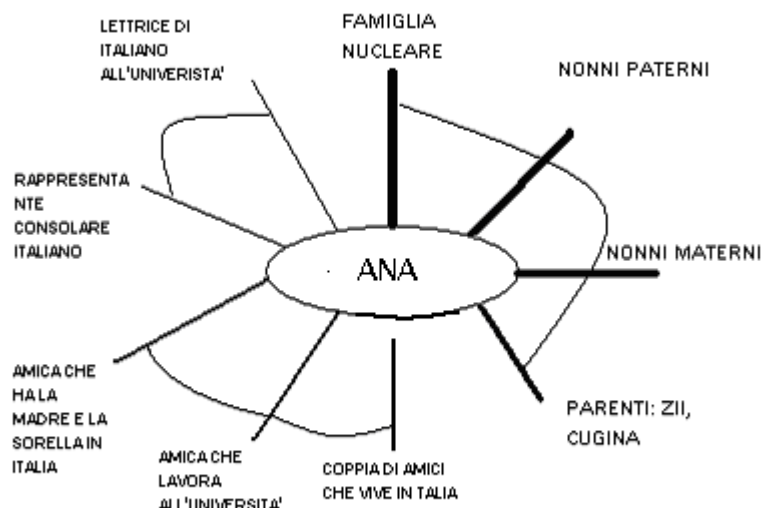 LETTRICE DI
ITALIANO
ALL'UNIVERISTA'
FAMIGLIA
NUCLEARE
NONNI PATERNI
RAPPRESENTA
NTE
CONSOLARE
ITALIANO
ANA
NONNI MATERNI
AMICA CHE
HA LA
MADRE E LA
SORELLA IN
ITALIA
AMICA CHE
LAVORA
ALL'UNIVERSITA'
COPPIA DI AMICI
CHE VIVE IN TALIA
PARENTI: ZII,
CUGINA